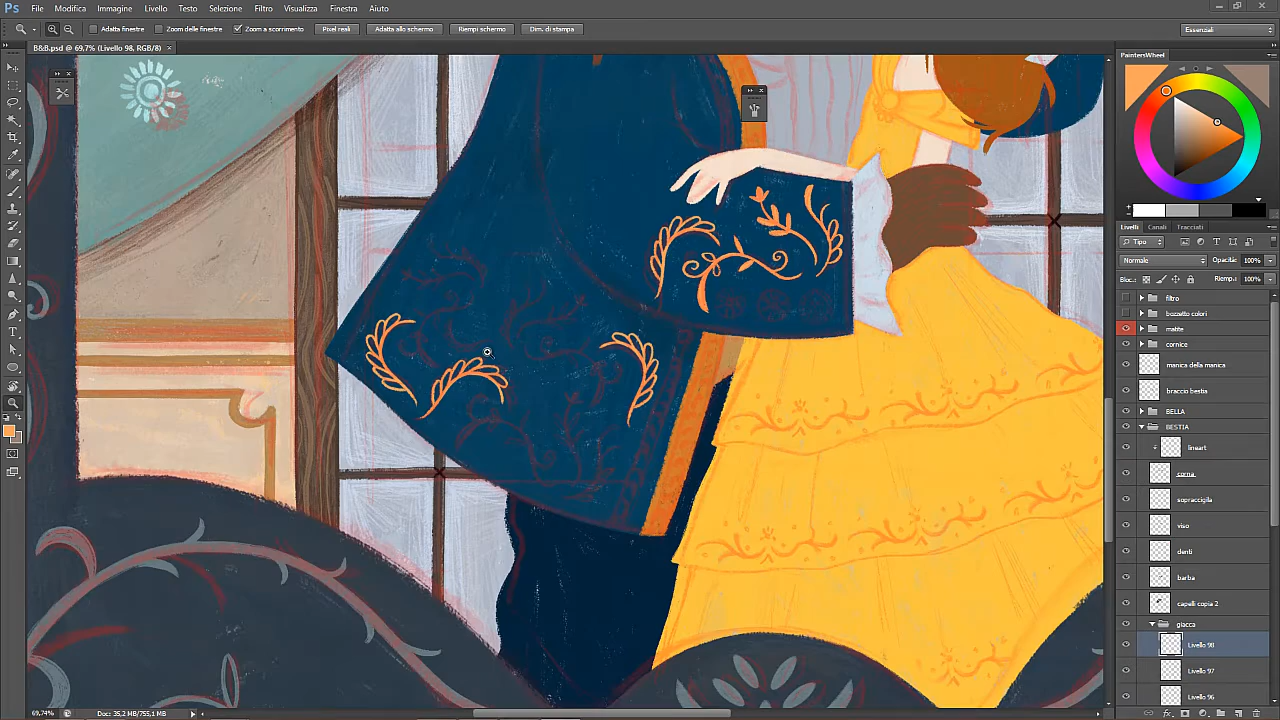 Ps File Modifica Immagine Livello Testo Selezione Filtro Visualizza Finestra Aiuto
Adatta finestra Zoom delle finestre Zoom a scorrimento Pixel reali Adatta allo schermo Riempi schermo Dim. di stampa Essenziali
B&B.psd @ 69,7% (Livello 98, RGB/8)
PaintersWheel
Livelli Canali Tracciati
Tipo
Normale Opacità: 100%
Bloc.: Riemp.: 100%
filtro
bozzatto colori
matite
cornice
manica della manica
braccio bestia
BELLA
BESTIA
lineart
corna
sopracciglia
viso
denti
barba
capelli copia 2
giacca
Livello 98
Livello 97
Livello 96
69,74% Doc: 35,2 MB/755,1 MB